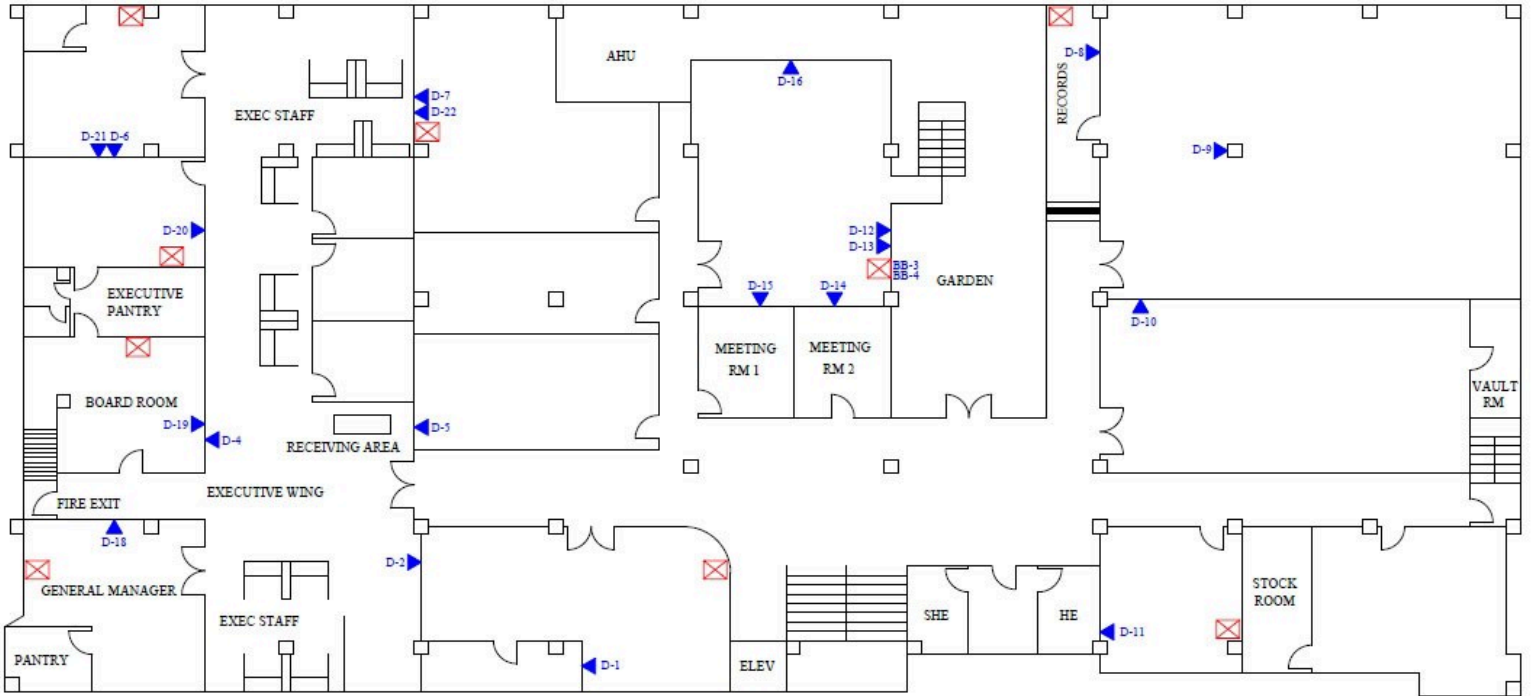 AHU
D-8
D-16
RECORDS
D-7
D-22
EXEC STAFF
D-21 D-6
D-9
D-20
D-12
D-13
BB-3
BB-4
GARDEN
EXECUTIVE
PANTRY
D-15
D-14
D-10
MEETING
RM 1
MEETING
RM 2
VAULT
RM
BOARD ROOM
D-19
D-4
D-5
RECEIVING AREA
EXECUTIVE WING
FIRE EXIT
D-18
D-2
GENERAL MANAGER
STOCK
ROOM
EXEC STAFF
SHE
HE
D-11
PANTRY
D-1
ELEV